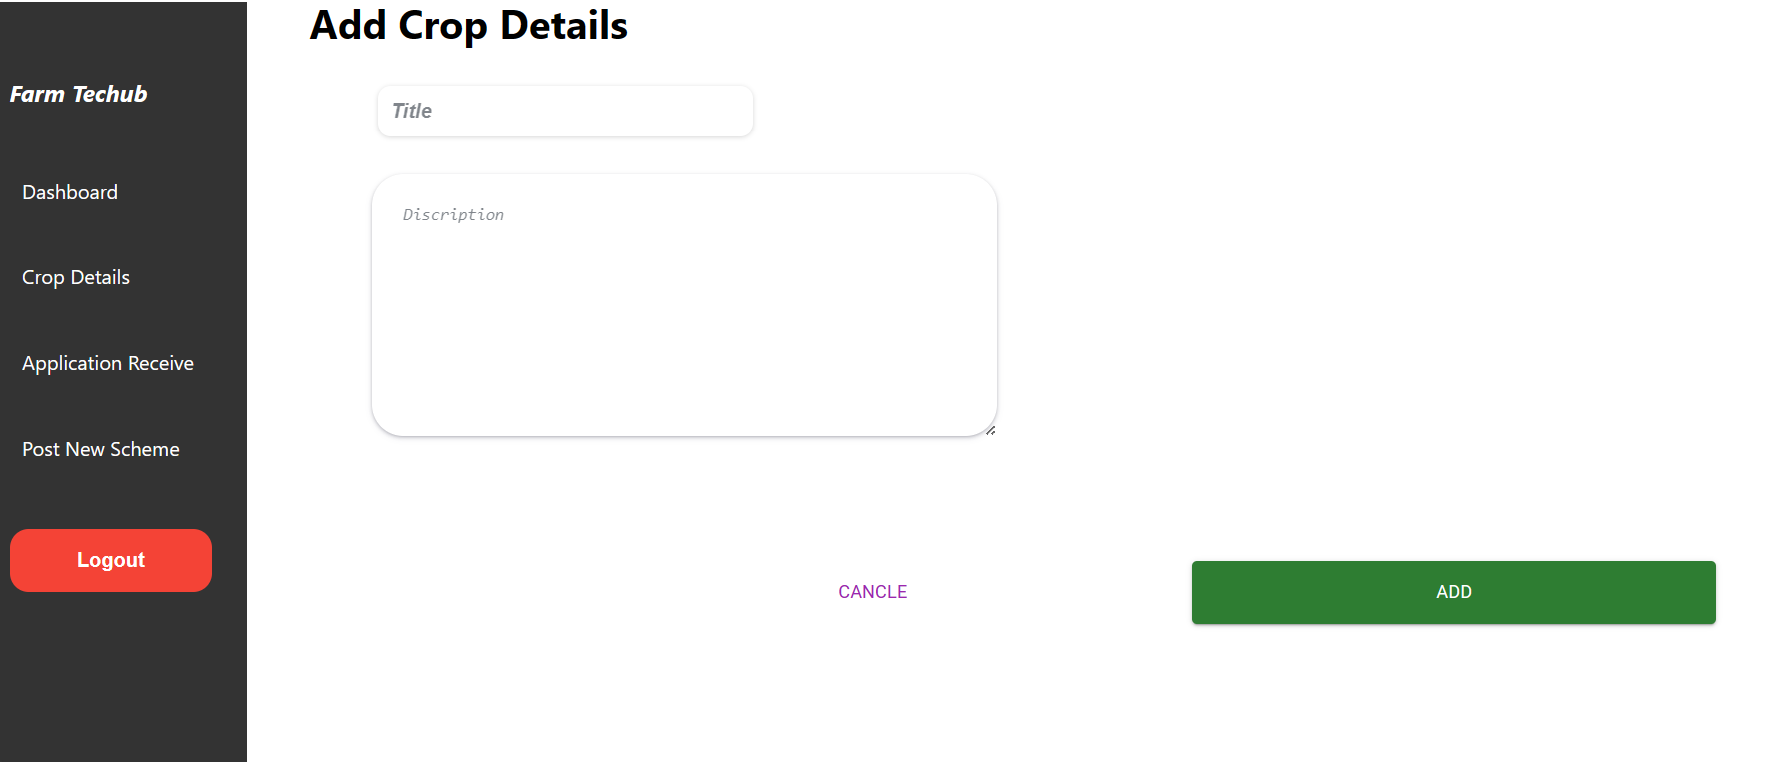 Farm Techub
Dashboard
Crop Details
Application Receive
Post New Scheme
Logout
Add Crop Details
Title
Discription
CANCLE
ADD